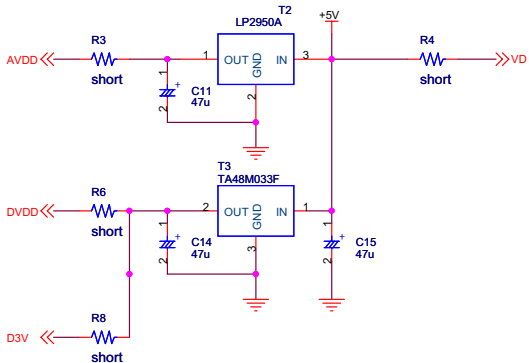 T2
LP2950A
+5V
R3
R4
AVDD
1
OUT
GND
IN
3
VD
short
short
1
2
C11
47u
+
2
T3
TA48M033F
R6
DVDD
2
OUT
GND
IN
1
short
1
2
C14
47u
+
3
1
2
C15
47u
+
R8
D3V
short